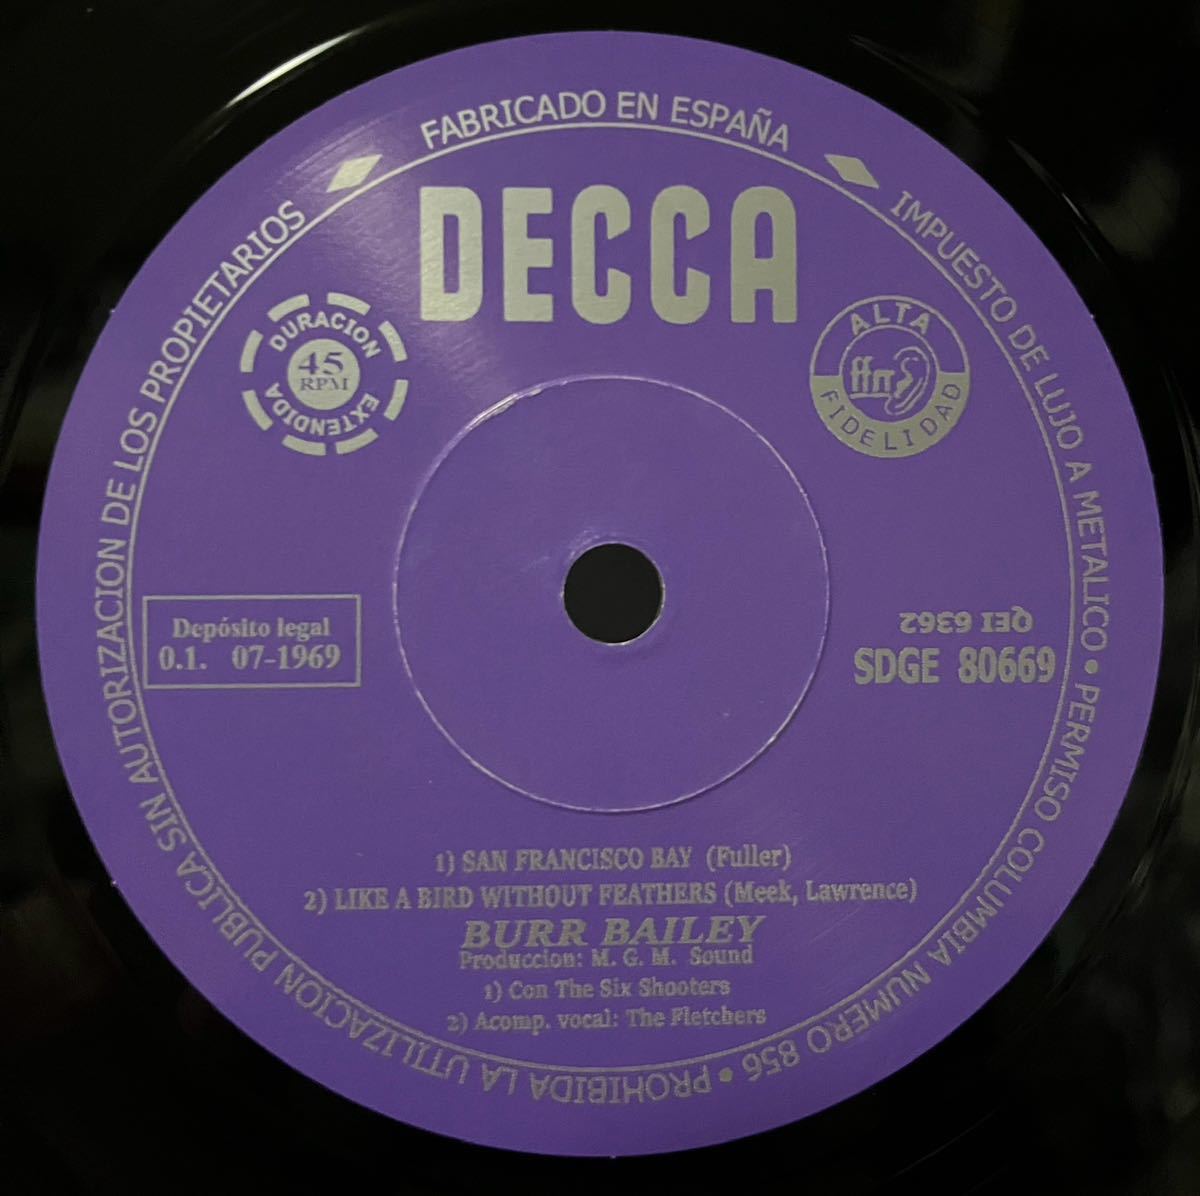 FABRICADO EN ESPAÑA
IMPUESTO DE LUJO A METALICO • PERMISO COLUMBIA NUMERO 856 • PROHIBIDA LA UTILIZACION PUBLICA SIN AUTORIZACION DE LOS PROPIETARIOS
DECCA
DURACION
45
RPM
EXTENDIDA
ALTA
ffrr
FIDELIDAD
Depósito legal
0.1. 07-1969
QEI 6362
SDGE 80669
1) SAN FRANCISCO BAY (Fuller)
2) LIKE A BIRD WITHOUT FEATHERS (Meek, Lawrence)
BURR BAILEY
Produccion: M. G. M. Sound
1) Con The Six Shooters
2) Acomp. vocal: The Fletchers